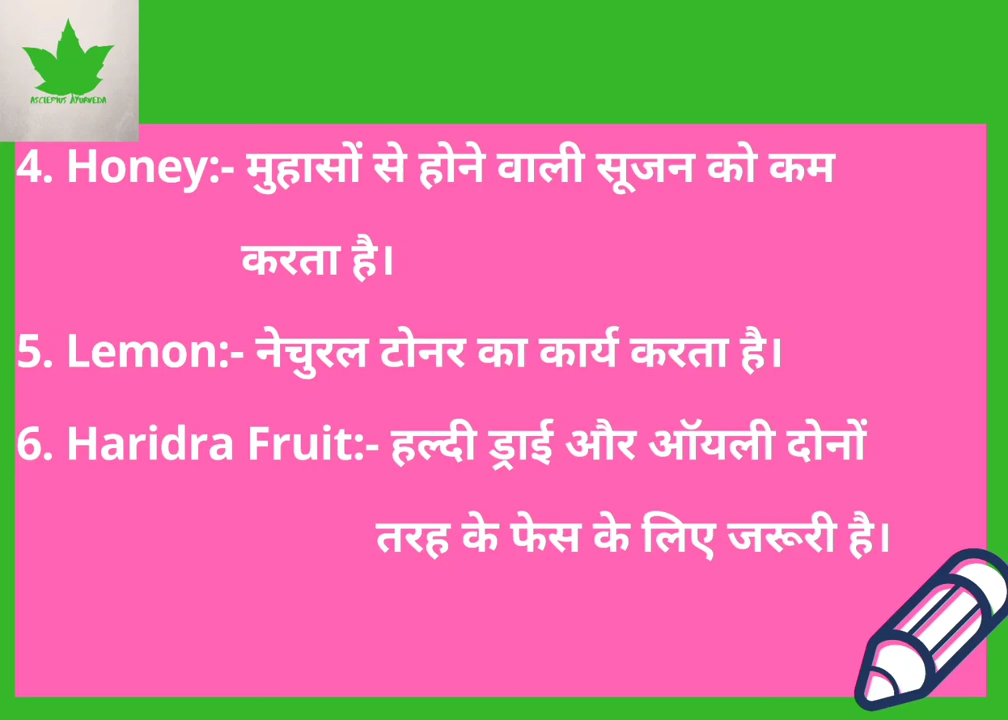 ASCLEPIUS AYURVEDA
4. Honey:- मुहासों से होने वाली सूजन को कम
करता है।
5. Lemon:- नेचुरल टोनर का कार्य करता है।
6. Haridra Fruit:- हल्दी ड्राई और ऑयली दोनों
तरह के फेस के लिए जरूरी है।